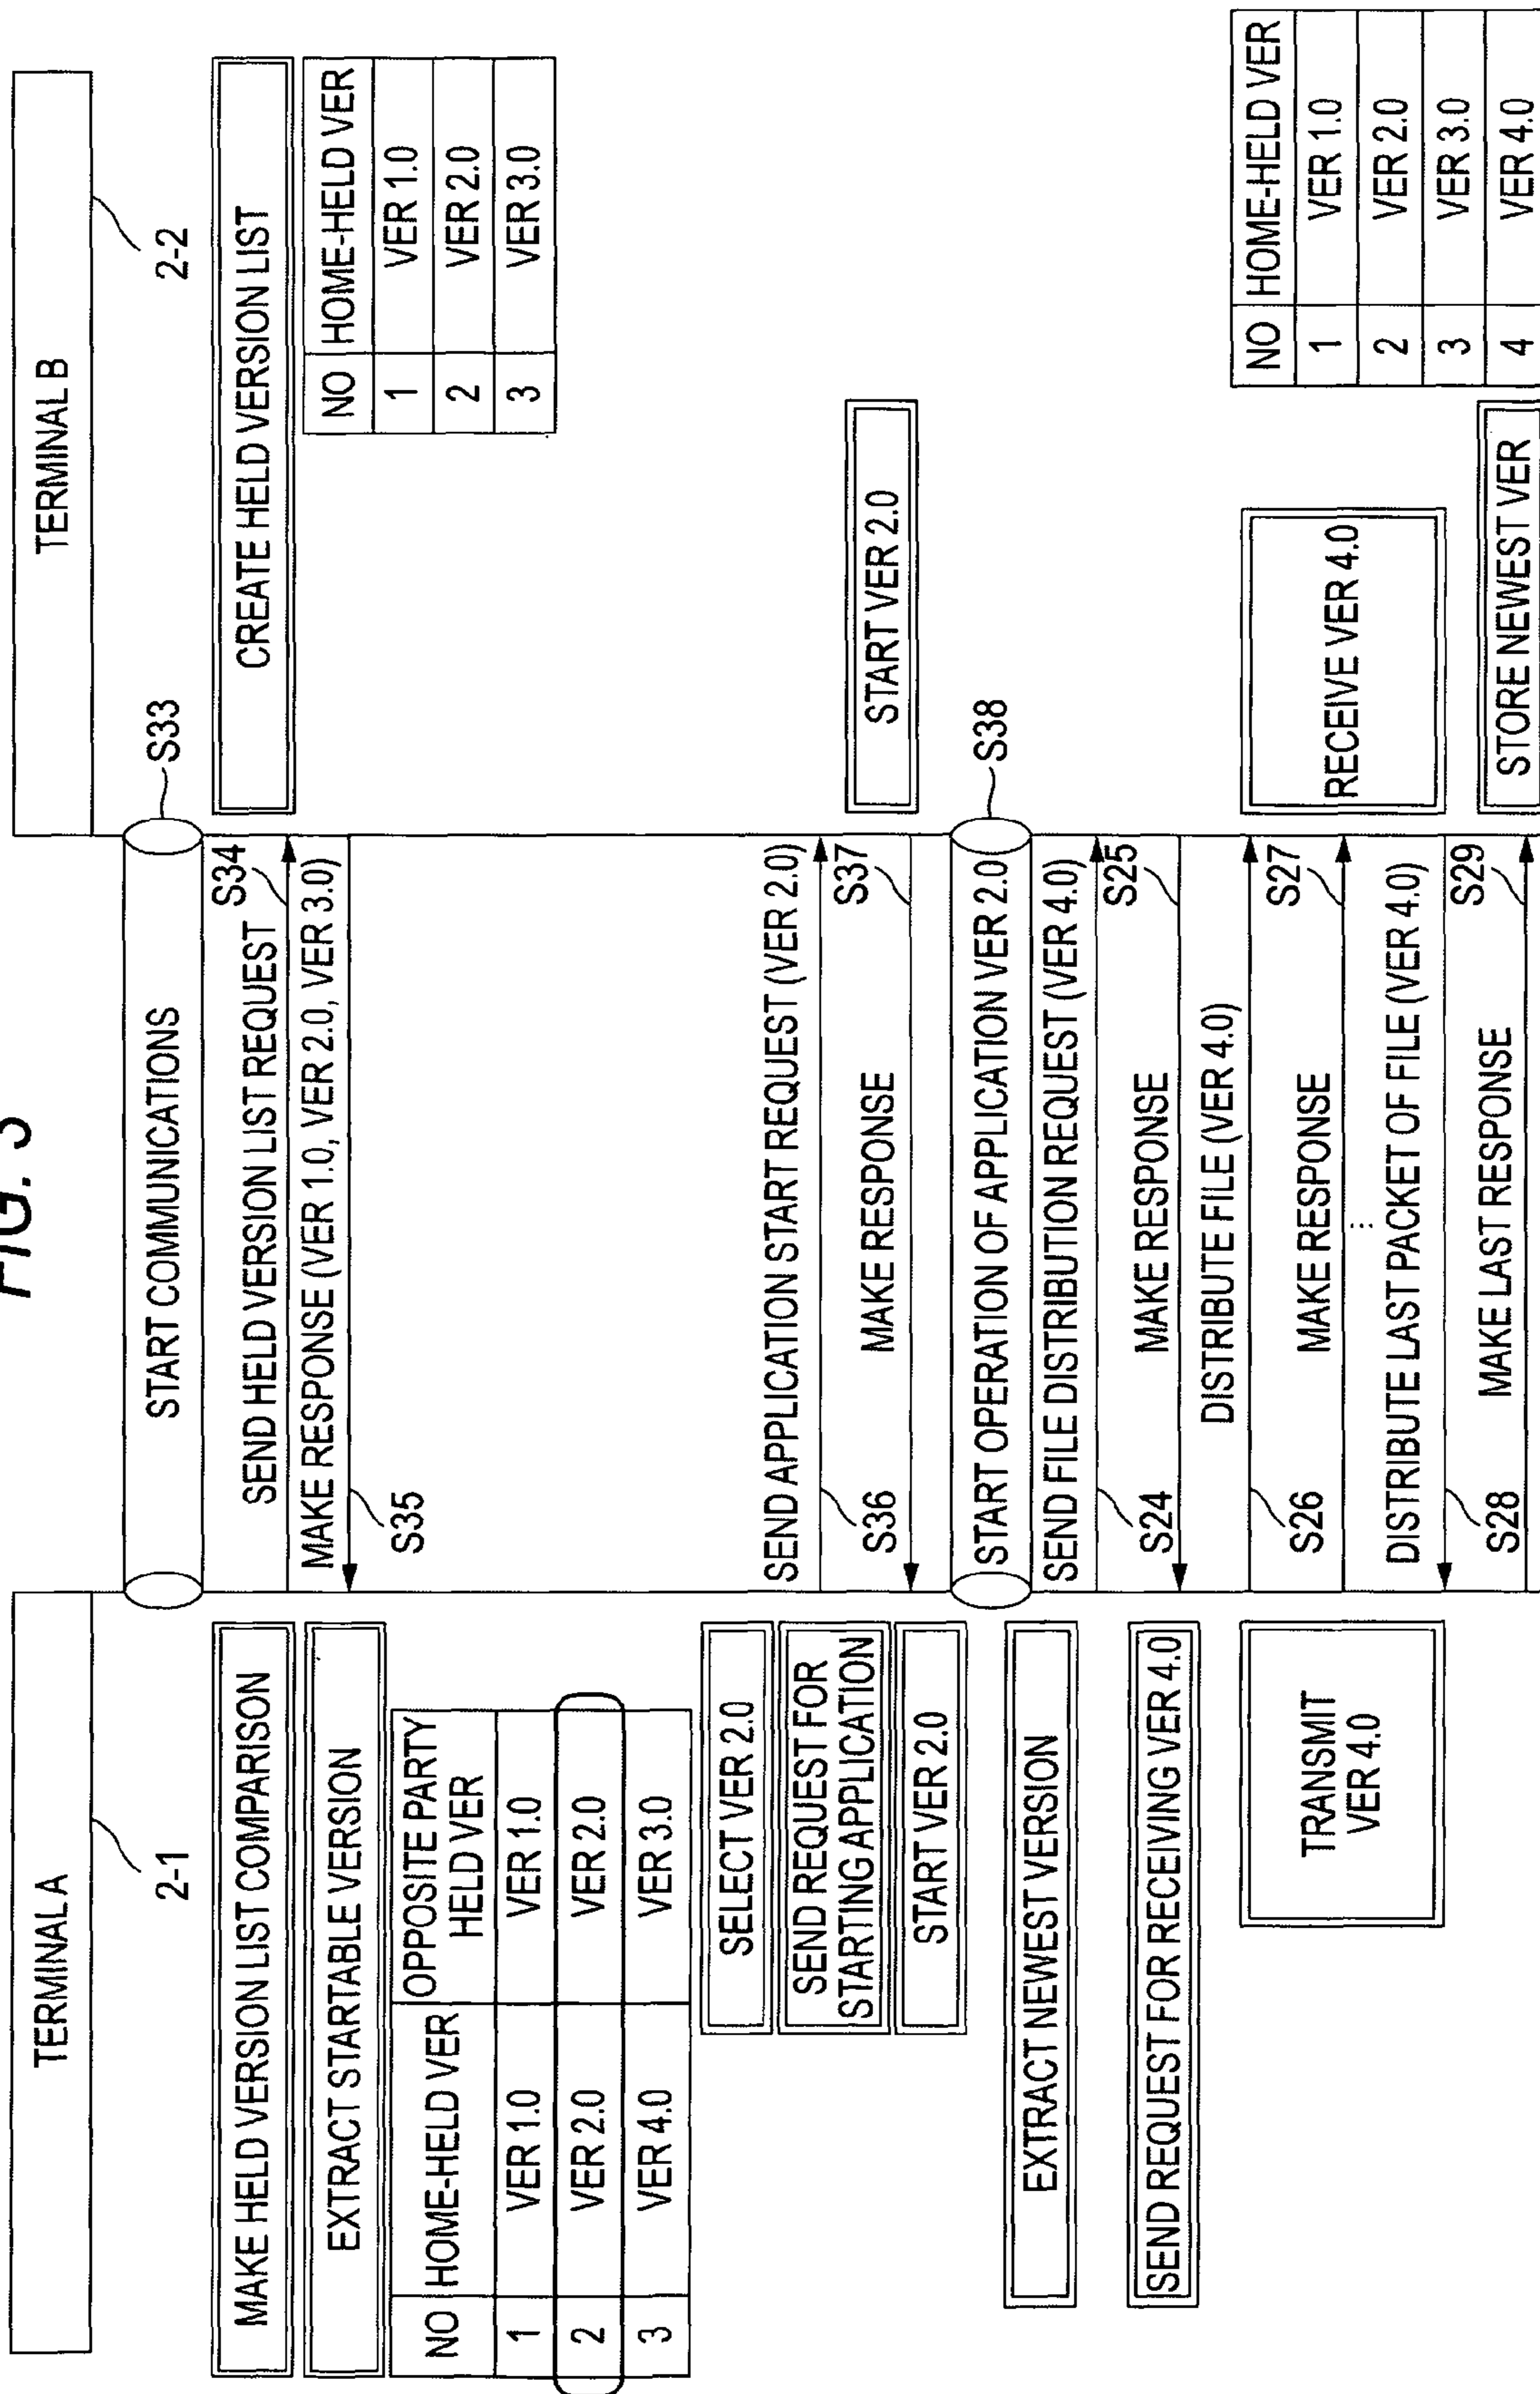 FIG. 3
TERMINAL A
2-1
TERMINAL B
2-2
START COMMUNICATIONS
S33
MAKE HELD VERSION LIST COMPARISON
SEND HELD VERSION LIST REQUEST
S34
CREATE HELD VERSION LIST
EXTRACT STARTABLE VERSION
MAKE RESPONSE (VER 1.0, VER 2.0, VER 3.0)
S35
NO HOME-HELD VER
1 VER 1.0
2 VER 2.0
3 VER 3.0
NO HOME-HELD VER OPPOSITE PARTY
HELD VER
1 VER 1.0 VER 1.0
2 VER 2.0 VER 2.0
3 VER 4.0 VER 3.0
SELECT VER 2.0
SEND REQUEST FOR
STARTING APPLICATION
START VER 2.0
SEND APPLICATION START REQUEST (VER 2.0)
S36
MAKE RESPONSE
S37
START VER 2.0
START OPERATION OF APPLICATION VER 2.0
S38
EXTRACT NEWEST VERSION
SEND FILE DISTRIBUTION REQUEST (VER 4.0)
S24
MAKE RESPONSE
S25
SEND REQUEST FOR RECEIVING VER 4.0
DISTRIBUTE FILE (VER 4.0)
S26
MAKE RESPONSE
S27
...
TRANSMIT
VER 4.0
RECEIVE VER 4.0
DISTRIBUTE LAST PACKET OF FILE (VER 4.0)
S28
MAKE LAST RESPONSE
S29
STORE NEWEST VER
NO HOME-HELD VER
1 VER 1.0
2 VER 2.0
3 VER 3.0
4 VER 4.0